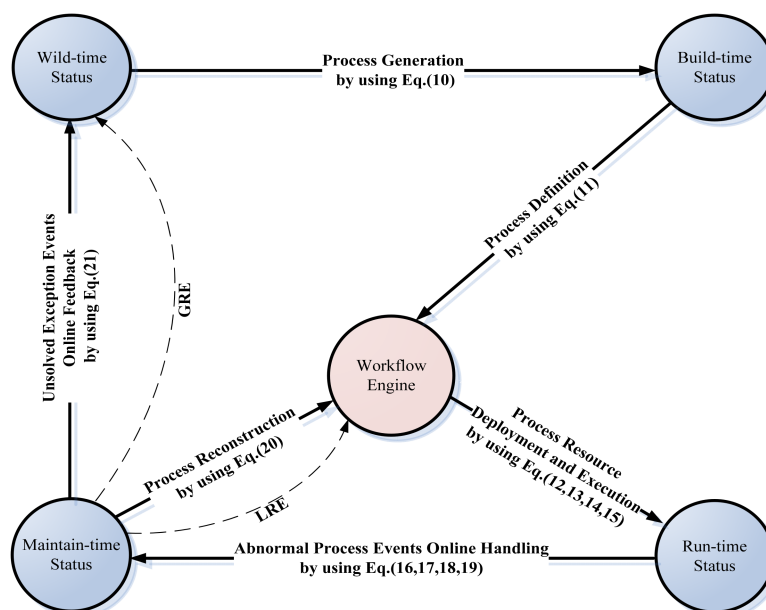 Wild-time
Status
Process Generation
by using Eq.(10)
Build-time
Status
Process Definition
by using Eq.(11)
Unsolved Exception Events
Online Feedback
by using Eq.(21)
GRE
Workflow
Engine
Process Reconstruction
by using Eq.(20)
LRE
Process Resource
Deployment and Execution
by using Eq.(12,13,14,15)
Maintain-time
Status
Abnormal Process Events Online Handling
by using Eq.(16,17,18,19)
Run-time
Status